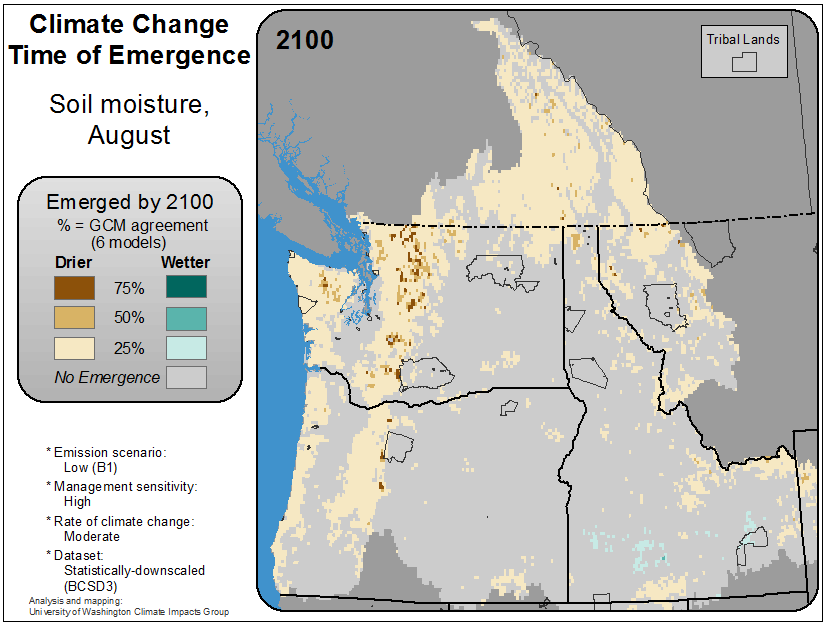 Climate Change
Time of Emergence
Soil moisture,
August
Emerged by 2100
% = GCM agreement
(6 models)
Drier Wetter
75%
50%
25%
No Emergence
* Emission scenario:
Low (B1)
* Management sensitivity:
High
* Rate of climate change:
Moderate
* Dataset:
Statistically-downscaled
(BCSD3)
Analysis and mapping:
University of Washington Climate Impacts Group
2100
Tribal Lands